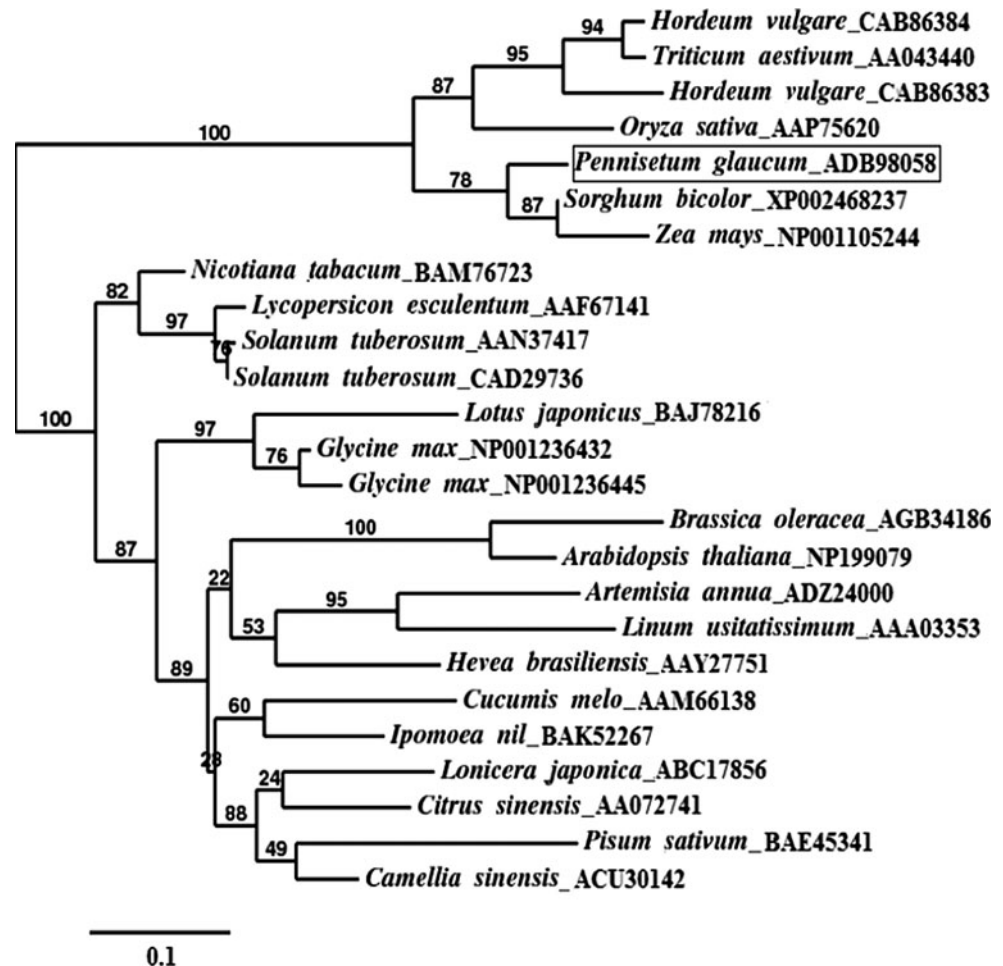 94
Hordeum vulgare_CAB86384
95
Triticum aestivum_AA043440
87
Hordeum vulgare_CAB86383
100
Oryza sativa_AAP75620
78
Pennisetum glaucum_ADB98058
87
Sorghum bicolor_XP002468237
Zea mays_NP001105244
82
Nicotiana tabacum_BAM76723
97
Lycopersicon esculentum_AAF67141
76
Solanum tuberosum_AAN37417
Solanum tuberosum_CAD29736
100
97
Lotus japonicus_BAJ78216
76
Glycine max_NP001236432
Glycine max_NP001236445
87
100
Brassica oleracea_AGB34186
22
Arabidopsis thaliana_NP199079
95
Artemisia annua_ADZ24000
53
Linum usitatissimum_AAA03353
89
Hevea brasiliensis_AAY27751
60
Cucumis melo_AAM66138
28
Ipomoea nil_BAK52267
24
Lonicera japonica_ABC17856
88
Citrus sinensis_AA072741
49
Pisum sativum_BAE45341
Camellia sinensis_ACU30142
0.1